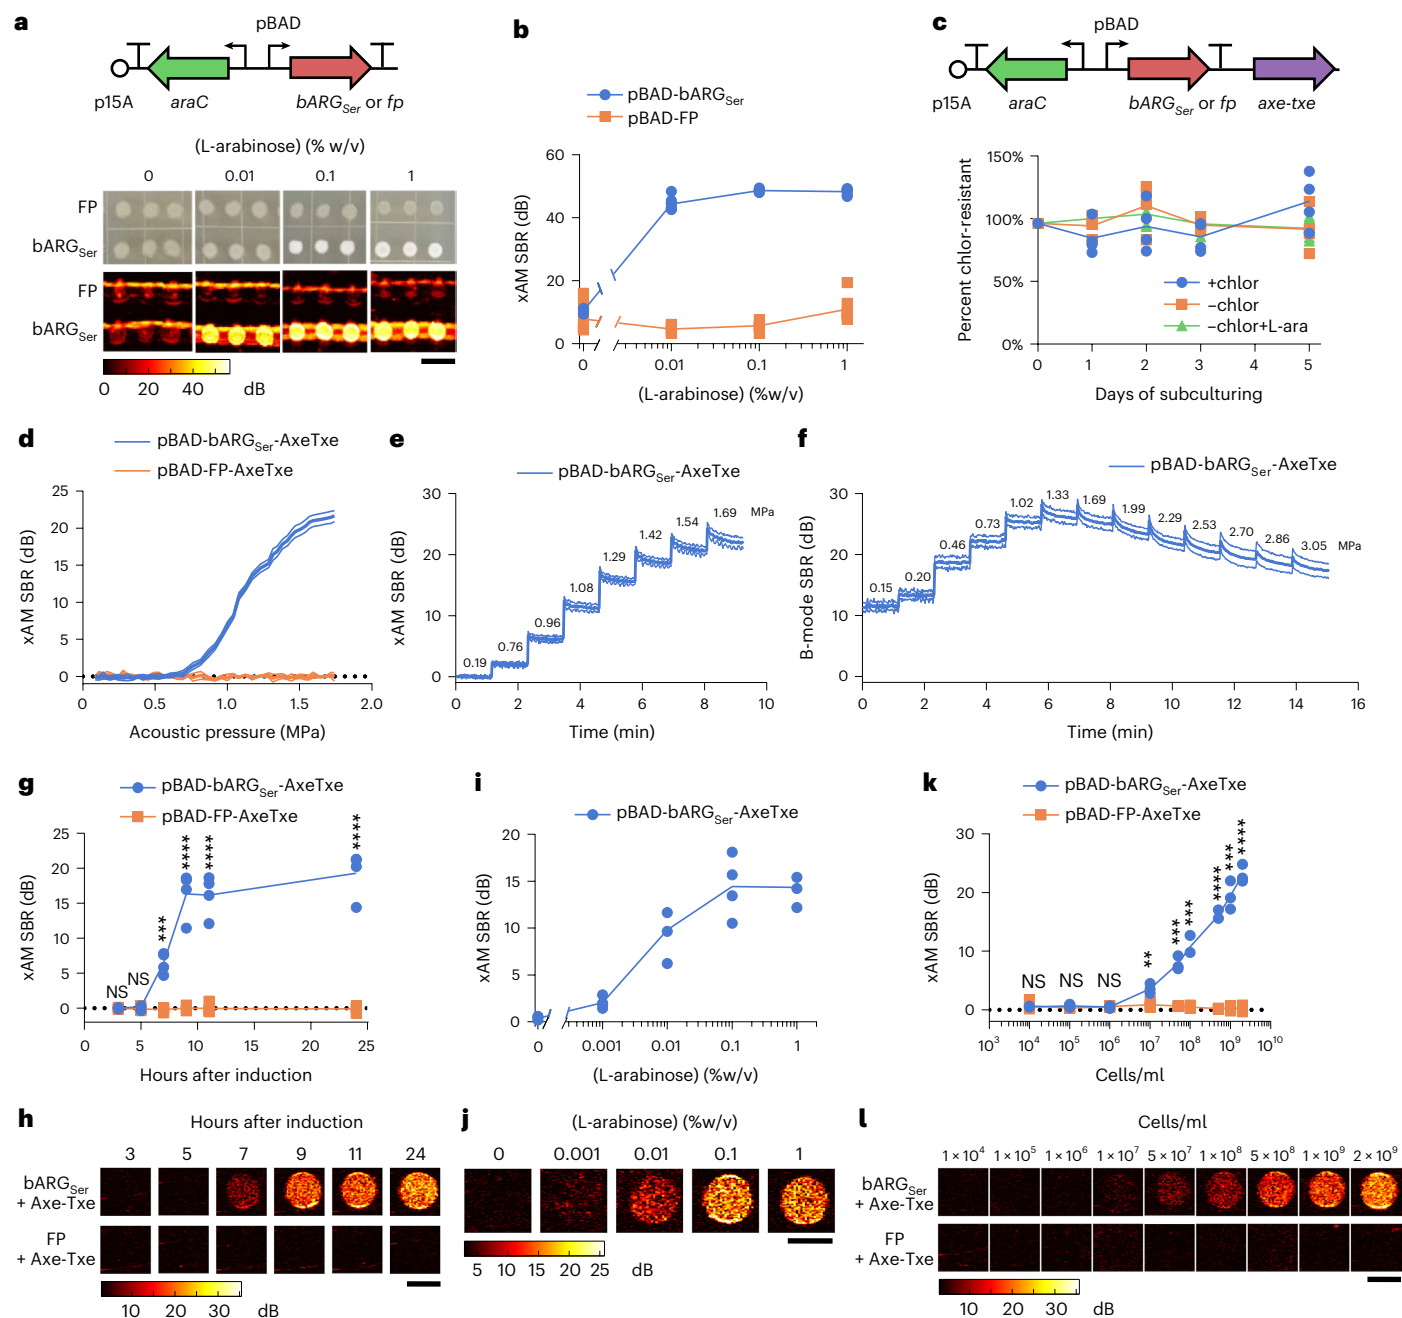 a
pBAD
p15A
araC
bARGSer or fp
(L-arabinose) (% w/v)
0 0.01 0.1 1
FP
bARGSer
FP
bARGSer
0 20 40 dB
b
pBAD-bARGSer
pBAD-FP
xAM SBR (dB)
60
40
20
0
0 0.01 0.1 1
(L-arabinose) (%w/v)
c
pBAD
p15A
araC
bARGSer or fp
axe-txe
Percent chlor-resistant
150%
100%
50%
0%
+chlor
−chlor
−chlor+L-ara
0 1 2 3 4 5
Days of subculturing
d
pBAD-bARGSer-AxeTxe
pBAD-FP-AxeTxe
xAM SBR (dB)
25
20
15
10
5
0
0 0.5 1.0 1.5 2.0
Acoustic pressure (MPa)
e
pBAD-bARGSer-AxeTxe
xAM SBR (dB)
30
20
10
0
0.19 0.76 0.96 1.08 1.29 1.42 1.54 1.69 MPa
0 2 4 6 8 10
Time (min)
f
pBAD-bARGSer-AxeTxe
B-mode SBR (dB)
30
20
10
0
0.15 0.20 0.46 0.73 1.02 1.33 1.69 1.99 2.29 2.53 2.70 2.86 3.05 MPa
0 2 4 6 8 10 12 14 16
Time (min)
g
pBAD-bARGSer-AxeTxe
pBAD-FP-AxeTxe
xAM SBR (dB)
25
20
15
10
5
0
NS NS *** **** **** ****
0 5 10 15 20 25
Hours after induction
i
pBAD-bARGSer-AxeTxe
xAM SBR (dB)
20
15
10
5
0
0 0.001 0.01 0.1 1
(L-arabinose) (%w/v)
k
pBAD-bARGSer-AxeTxe
pBAD-FP-AxeTxe
xAM SBR (dB)
30
20
10
0
NS NS NS ** *** *** **** *** ****
10³ 10⁴ 10⁵ 10⁶ 10⁷ 10⁸ 10⁹ 10¹⁰
Cells/ml
h
Hours after induction
3 5 7 9 11 24
bARGSer
+ Axe-Txe
FP
+ Axe-Txe
10 20 30 dB
j
(L-arabinose) (%w/v)
0 0.001 0.01 0.1 1
5 10 15 20 25 dB
l
Cells/ml
1 × 10⁴ 1 × 10⁵ 1 × 10⁶ 1 × 10⁷ 5 × 10⁷ 1 × 10⁸ 5 × 10⁸ 1 × 10⁹ 2 × 10⁹
bARGSer
+ Axe-Txe
FP
+ Axe-Txe
10 20 30 dB